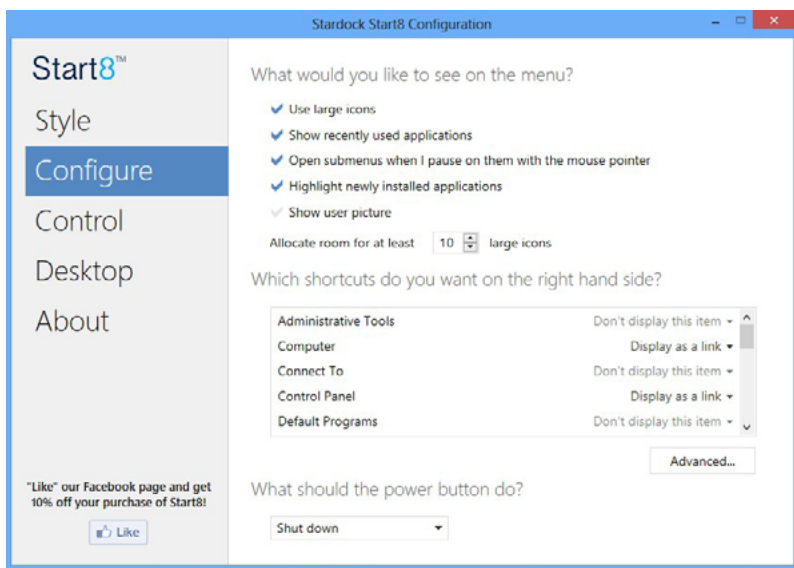 Stardock Start8 Configuration
Start8™
Style
Configure
Control
Desktop
About
"Like" our Facebook page and get
10% off your purchase of Start8!
Like
What would you like to see on the menu?
Use large icons
Show recently used applications
Open submenus when I pause on them with the mouse pointer
Highlight newly installed applications
Show user picture
Allocate room for at least 10 large icons
Which shortcuts do you want on the right hand side?
Administrative Tools Don't display this item
Computer Display as a link
Connect To Don't display this item
Control Panel Display as a link
Default Programs Don't display this item
Advanced...
What should the power button do?
Shut down